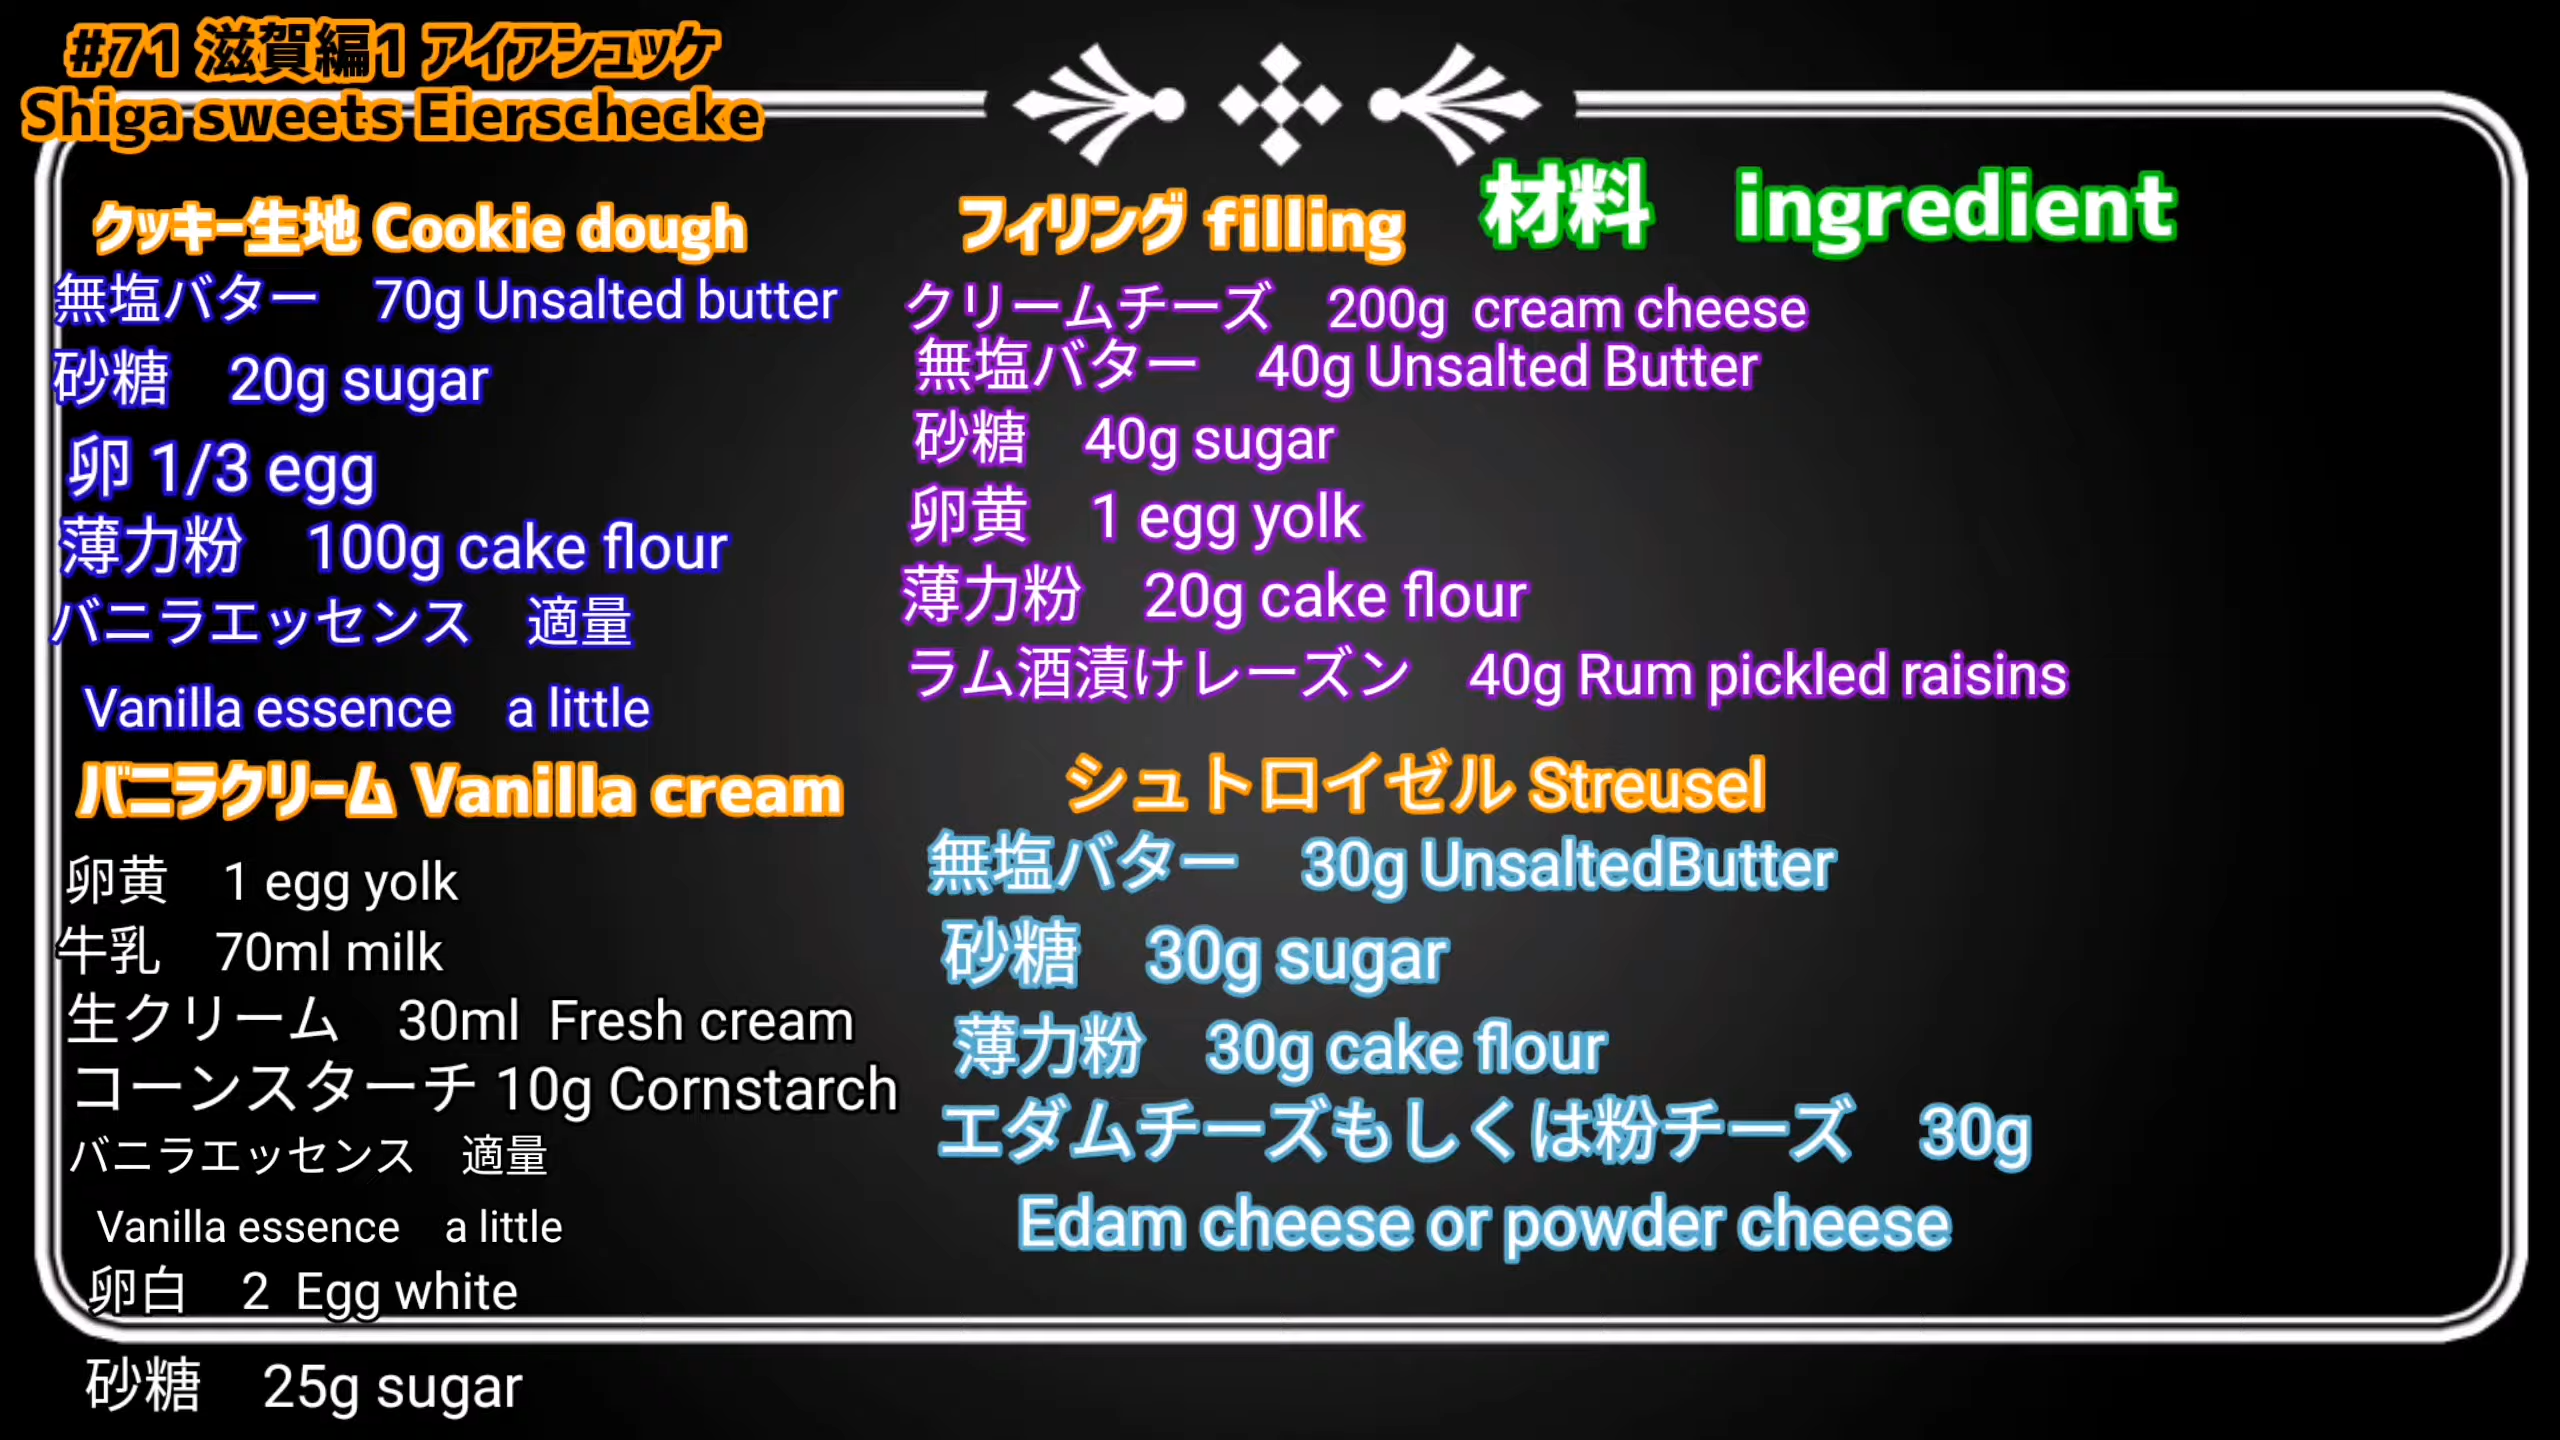 #71 滋賀編1 アイアシュッケ
Shiga sweets Eierschecke
材料　ingredient
クッキー生地 Cookie dough
無塩バター　70g Unsalted butter
砂糖　20g sugar
卵 1/3 egg
薄力粉　100g cake flour
バニラエッセンス　適量
Vanilla essence　a little
バニラクリーム Vanilla cream
卵黄　1 egg yolk
牛乳　70ml milk
生クリーム　30ml  Fresh cream
コーンスターチ 10g Cornstarch
バニラエッセンス　適量
Vanilla essence　a little
卵白　2  Egg white
砂糖　25g sugar
フィリング filling
クリームチーズ　200g  cream cheese
無塩バター　40g Unsalted Butter
砂糖　40g sugar
卵黄　1 egg yolk
薄力粉　20g cake flour
ラム酒漬けレーズン　40g Rum pickled raisins
シュトロイゼル Streusel
無塩バター　30g UnsaltedButter
砂糖　30g sugar
薄力粉　30g cake flour
エダムチーズもしくは粉チーズ　30g
Edam cheese or powder cheese